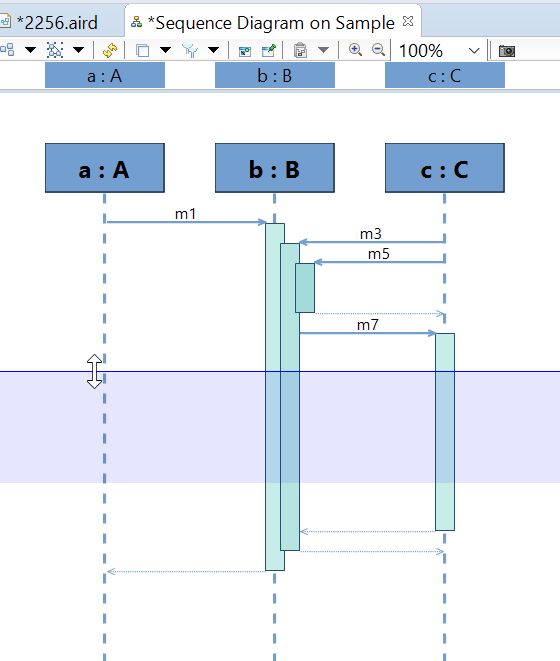 *2256.aird
*Sequence Diagram on Sample
100%
a : A
b : B
c : C
a : A
b : B
c : C
m1
m3
m5
m7